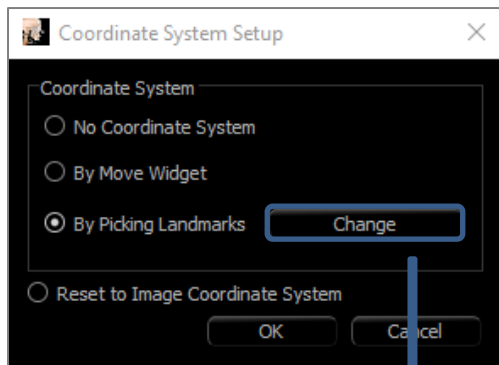 Coordinate System Setup
Coordinate System
No Coordinate System
By Move Widget
By Picking Landmarks Change
Reset to Image Coordinate System
OK Cancel